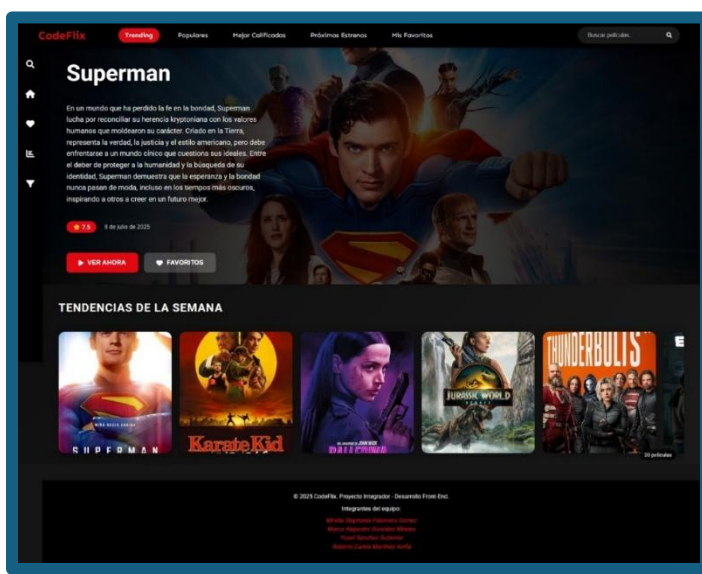 CodeFlix
Trending
Populares
Mejor Calificadas
Próximos Estrenos
Mis Favoritos
Buscar películas...
Superman
En un mundo que ha perdido la fe en la bondad, Superman
lucha por reconciliar su herencia kryptoniana con los valores
humanos que moldearon su carácter. Criado en la Tierra,
representa la verdad, la justicia y el estilo americano, pero debe
enfrentarse a un mundo cínico que cuestiona sus ideales. Entre
el deber de proteger a la humanidad y la búsqueda de su
identidad, Superman demuestra que la esperanza y la bondad
nunca pasan de moda, incluso en los tiempos más oscuros,
inspirando a otros a creer en un futuro mejor.
7.5
8 de julio de 2025
VER AHORA
FAVORITOS
TENDENCIAS DE LA SEMANA
SUPERMAN
Karate Kid
BALLERINA
JURASSIC WORLD
THUNDERBOLTS
20 películas
© 2025 CodeFlix. Proyecto Integrador - Desarrollo Front-End.
Integrantes del equipo: